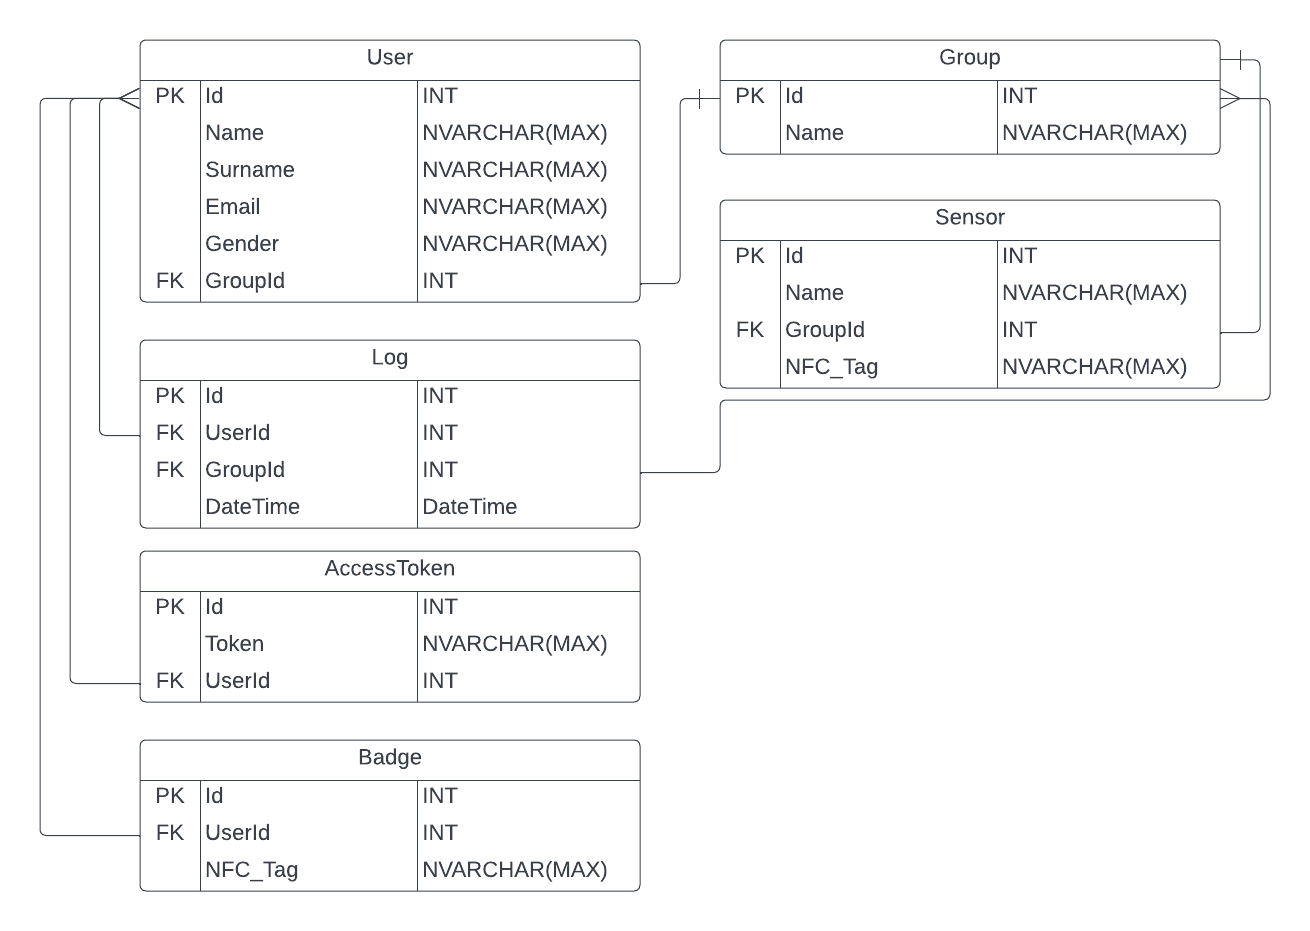 User
PK Id INT
Name NVARCHAR(MAX)
Surname NVARCHAR(MAX)
Email NVARCHAR(MAX)
Gender NVARCHAR(MAX)
FK GroupId INT
Group
PK Id INT
Name NVARCHAR(MAX)
Sensor
PK Id INT
Name NVARCHAR(MAX)
FK GroupId INT
NFC_Tag NVARCHAR(MAX)
Log
PK Id INT
FK UserId INT
FK GroupId INT
DateTime DateTime
AccessToken
PK Id INT
Token NVARCHAR(MAX)
FK UserId INT
Badge
PK Id INT
FK UserId INT
NFC_Tag NVARCHAR(MAX)